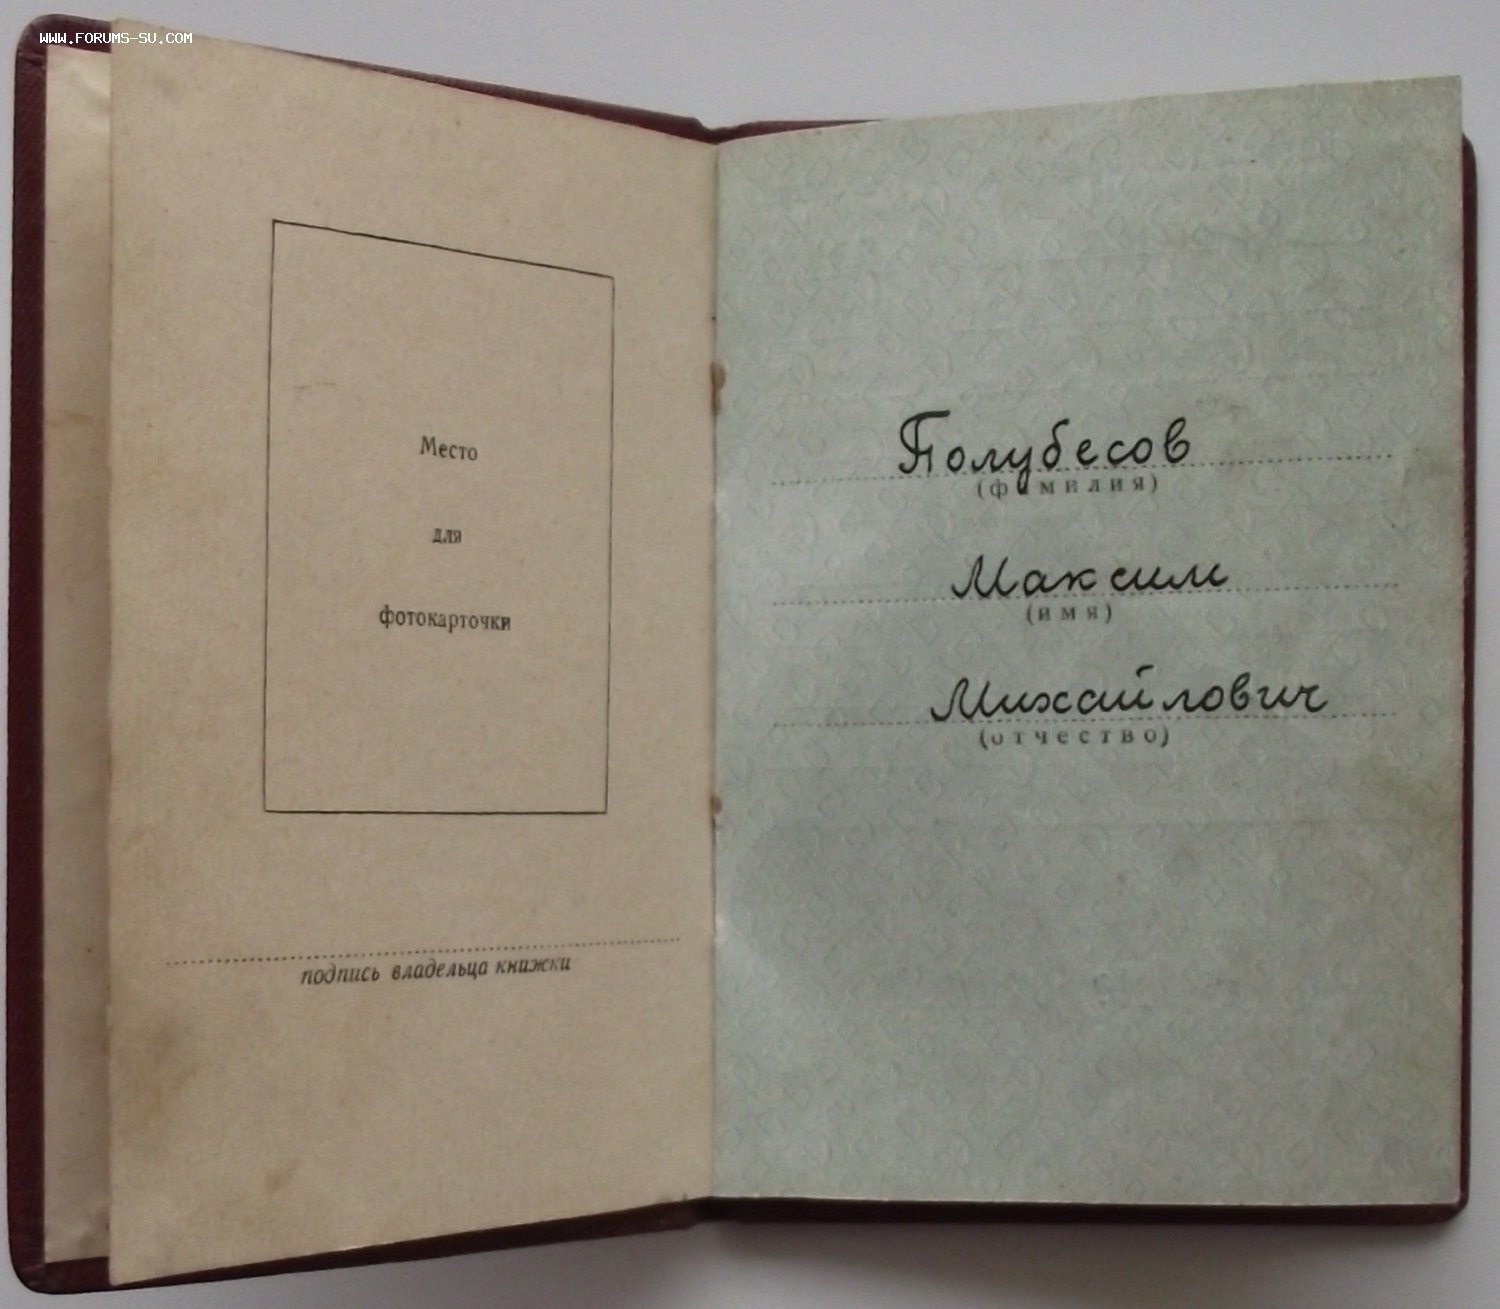 WWW.FORUMS-SU.COM
Место
для
фотокарточки
подпись владельца книжки
Полубесов
(фамилия)
Максим
(имя)
Михайлович
(отчество)